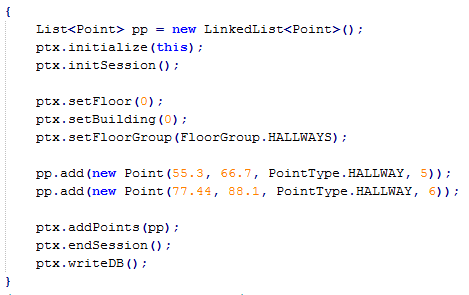 {
List<Point> pp = new LinkedList<Point>();
ptx.initialize(this);
ptx.initSession();
ptx.setFloor(0);
ptx.setBuilding(0);
ptx.setFloorGroup(FloorGroup.HALLWAYS);
pp.add(new Point(55.3, 66.7, PointType.HALLWAY, 5));
pp.add(new Point(77.44, 88.1, PointType.HALLWAY, 6));
ptx.addPoints(pp);
ptx.endSession();
ptx.writeDB();
}